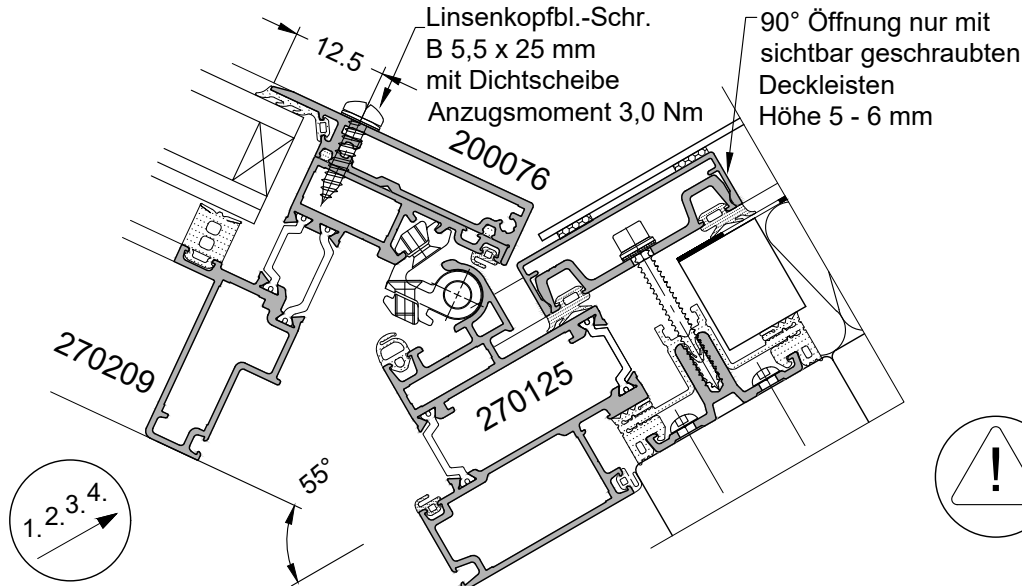 Linsenkopfbl.-Schr.
B 5,5 x 25 mm
mit Dichtscheibe
Anzugsmoment 3,0 Nm
90° Öffnung nur mit
sichtbar geschraubten
Deckleisten
Höhe 5 - 6 mm
12.5
200076
270209
270125
55°
1. 2. 3. 4.
!